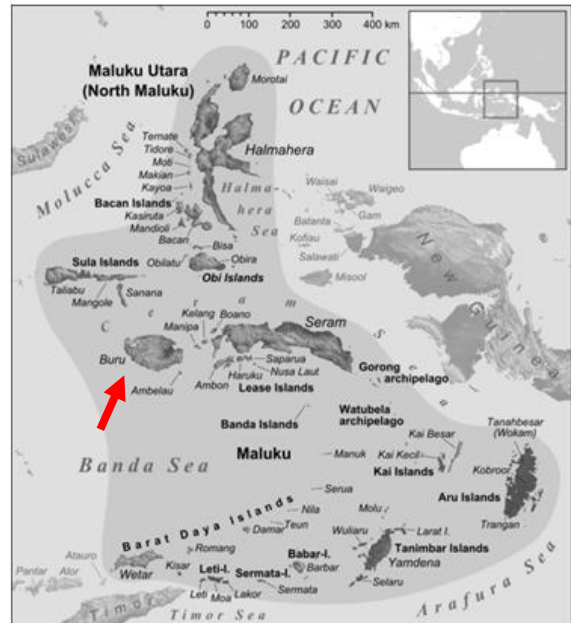 0 100 200 300 400 km
PACIFIC
OCEAN
Maluku Utara
(North Maluku)
Morotai
Sulawesi
Molucca Sea
Ternate
Tidore
Moti
Makian
Kayoa
Halmahera
Bacan Islands
Kasiruta
Mandioli
Bacan
Halma-
hera
Sea
Waisai
Waigeo
Gam
Batanta
Kofiau
Salawati
Misool
New
Guinea
Bisa
Obilatu
Obira
Obi Islands
Sula Islands
Taliabu
Mangole
Sanana
Ceram Sea
Kelang
Boano
Manipa
Seram
Buru
Ambelau
Ambon
Saparua
Haruku
Nusa Laut
Lease Islands
Gorong
archipelago
Banda Islands
Watubela
archipelago
Tanahbesar
(Wokam)
Kai Besar
Banda Sea
Maluku
Manuk
Kai Kecil
Kai Islands
Kobroor
Aru Islands
Serua
Trangan
Barat Daya Islands
Nila
Teun
Damar
Molu
Wuliaru
Larat I.
Atauro
Pantar
Alor
Wetar
Romang
Kisar
Babar-I.
Barbar
Tanimbar Islands
Yamdena
Leti-I.
Sermata-I.
Selaru
Leti
Moa
Lakor
Sermata
Timor
Timor Sea
Arafura Sea